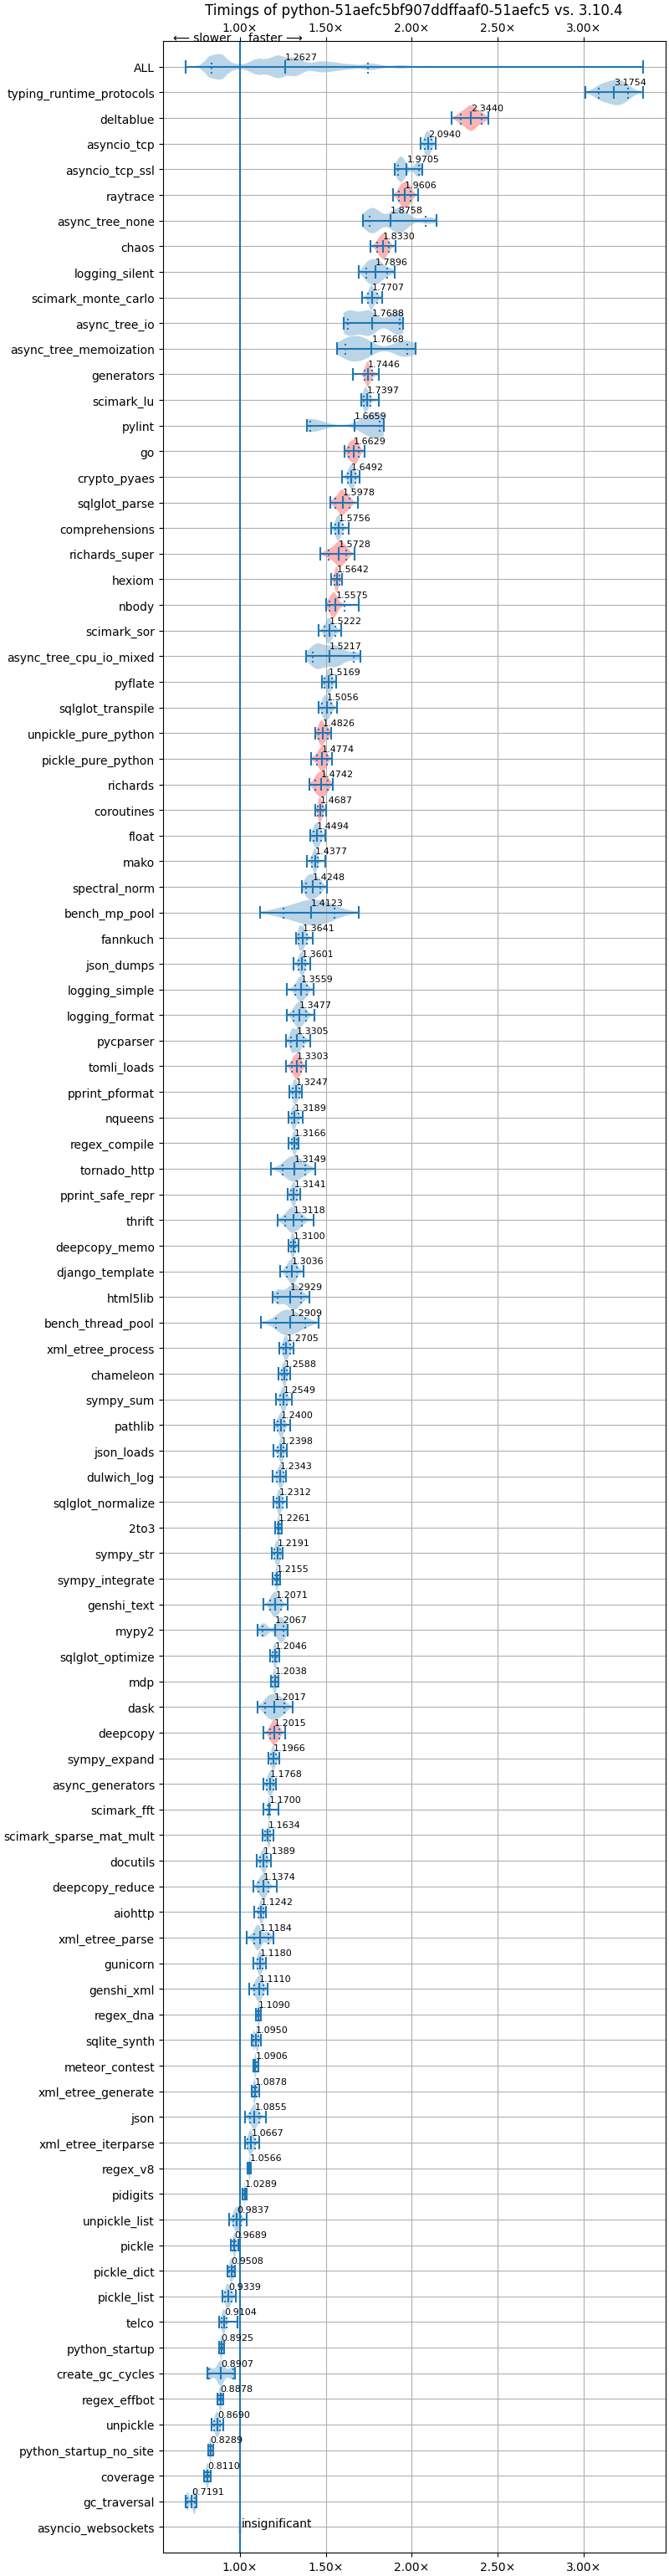 Timings of python-51aefc5bf907ddffaaf0-51aefc5 vs. 3.10.4
1.00× 1.50× 2.00× 2.50× 3.00×
⟵ slower faster ⟶
ALL 1.2627
typing_runtime_protocols 3.1754
deltablue 2.3440
asyncio_tcp 2.0940
asyncio_tcp_ssl 1.9705
raytrace 1.9606
async_tree_none 1.8758
chaos 1.8330
logging_silent 1.7896
scimark_monte_carlo 1.7707
async_tree_io 1.7688
async_tree_memoization 1.7668
generators 1.7446
scimark_lu 1.7397
pylint 1.6659
go 1.6629
crypto_pyaes 1.6492
sqlglot_parse 1.5978
comprehensions 1.5756
richards_super 1.5728
hexiom 1.5642
nbody 1.5575
scimark_sor 1.5222
async_tree_cpu_io_mixed 1.5217
pyflate 1.5169
sqlglot_transpile 1.5056
unpickle_pure_python 1.4826
pickle_pure_python 1.4774
richards 1.4742
coroutines 1.4687
float 1.4494
mako 1.4377
spectral_norm 1.4248
bench_mp_pool 1.4123
fannkuch 1.3641
json_dumps 1.3601
logging_simple 1.3559
logging_format 1.3477
pycparser 1.3305
tomli_loads 1.3303
pprint_pformat 1.3247
nqueens 1.3189
regex_compile 1.3166
tornado_http 1.3149
pprint_safe_repr 1.3141
thrift 1.3118
deepcopy_memo 1.3100
django_template 1.3036
html5lib 1.2929
bench_thread_pool 1.2909
xml_etree_process 1.2705
chameleon 1.2588
sympy_sum 1.2549
pathlib 1.2400
json_loads 1.2398
dulwich_log 1.2343
sqlglot_normalize 1.2312
2to3 1.2261
sympy_str 1.2191
sympy_integrate 1.2155
genshi_text 1.2071
mypy2 1.2067
sqlglot_optimize 1.2046
mdp 1.2038
dask 1.2017
deepcopy 1.2015
sympy_expand 1.1966
async_generators 1.1768
scimark_fft 1.1700
scimark_sparse_mat_mult 1.1634
docutils 1.1389
deepcopy_reduce 1.1374
aiohttp 1.1242
xml_etree_parse 1.1184
gunicorn 1.1180
genshi_xml 1.1110
regex_dna 1.1090
sqlite_synth 1.0950
meteor_contest 1.0906
xml_etree_generate 1.0878
json 1.0855
xml_etree_iterparse 1.0667
regex_v8 1.0566
pidigits 1.0289
unpickle_list 0.9837
pickle 0.9689
pickle_dict 0.9508
pickle_list 0.9339
telco 0.9104
python_startup 0.8925
create_gc_cycles 0.8907
regex_effbot 0.8878
unpickle 0.8690
python_startup_no_site 0.8289
coverage 0.8110
gc_traversal 0.7191
asyncio_websockets insignificant
1.00× 1.50× 2.00× 2.50× 3.00×